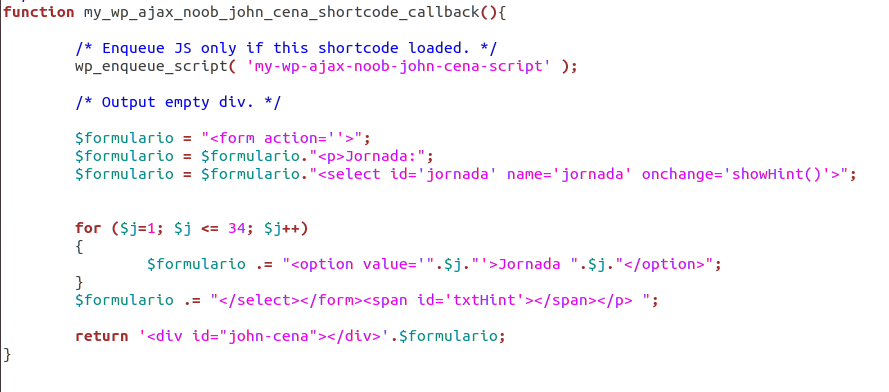 function my_wp_ajax_noob_john_cena_shortcode_callback(){
/* Enqueue JS only if this shortcode loaded. */
wp_enqueue_script( 'my-wp-ajax-noob-john-cena-script' );
/* Output empty div. */
$formulario = "<form action=''>";
$formulario = $formulario."<p>Jornada:";
$formulario = $formulario."<select id='jornada' name='jornada' onchange='showHint()'>";
for ($j=1; $j <= 34; $j++)
{
$formulario .= "<option value='".$j."'>Jornada ".$j."</option>";
}
$formulario .= "</select></form><span id='txtHint'></span></p> ";
return '<div id="john-cena"></div>'.$formulario;
}